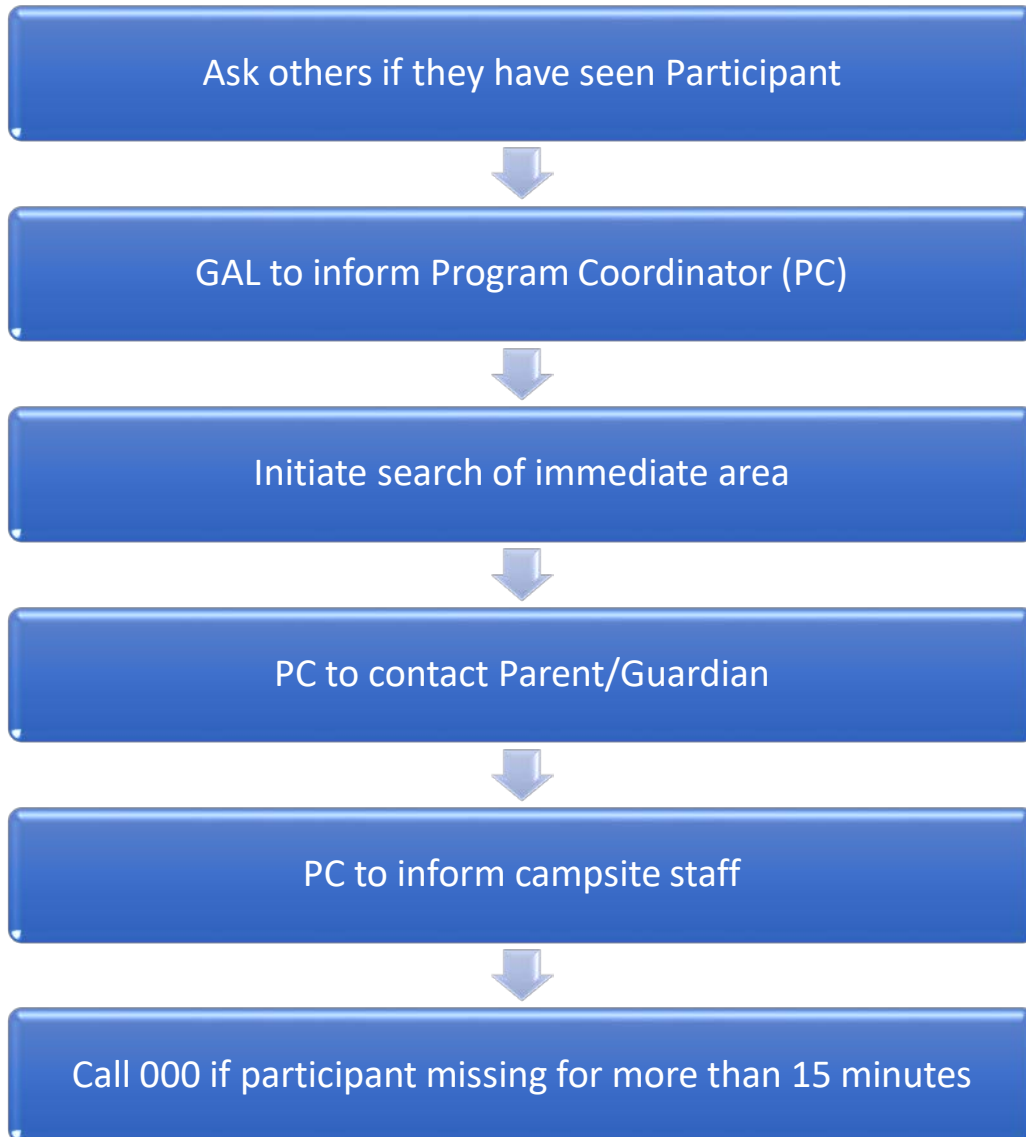 Ask others if they have seen Participant
GAL to inform Program Coordinator (PC)
Initiate search of immediate area
PC to contact Parent/Guardian
PC to inform campsite staff
Call 000 if participant missing for more than 15 minutes